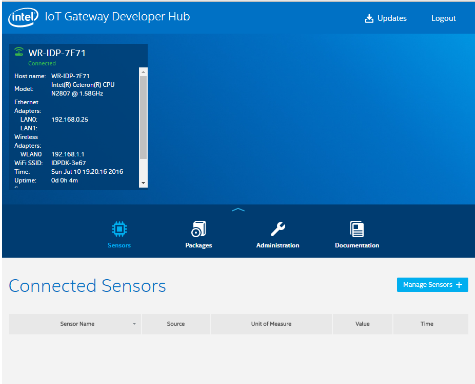 intel IoT Gateway Developer Hub
Updates
Logout
WR-IDP-7F71
Connected
Host name: WR-IDP-7F71
Model: Intel(R) Celeron(R) CPU
N2807 @ 1.58GHz
Ethernet
Adapters:
LAN0: 192.168.0.25
LAN1:
Wireless
Adapters:
WLAN0 192.168.1.1
WiFi SSID: IDPDK-3e67
Time: Sun Jul 10 19:20:16 2016
Uptime: 0d 0h 4m
Sensors
Packages
Administration
Documentation
Connected Sensors
Manage Sensors +
Sensor Name
Source
Unit of Measure
Value
Time